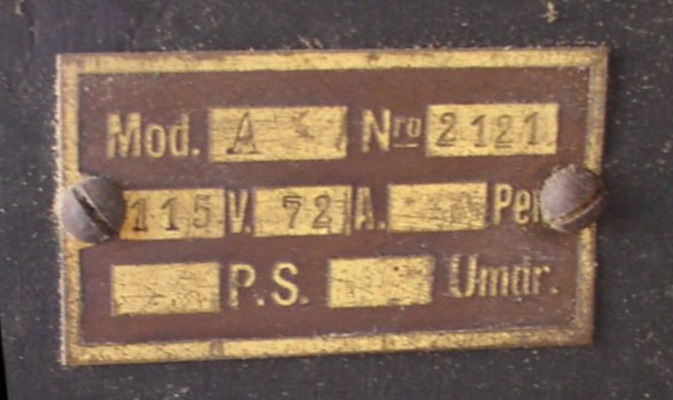 Mod. A Nro 2121
115 V. 72 A. Per
P.S. Umdr.